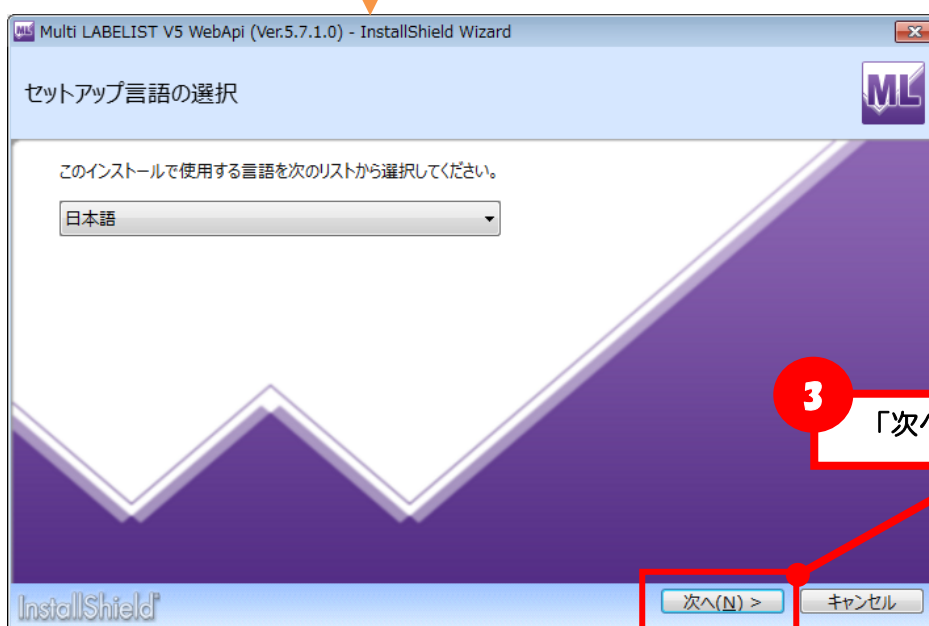 Multi LABELIST V5 WebApi (Ver.5.7.1.0) - InstallShield Wizard
セットアップ言語の選択
ML
このインストールで使用する言語を次のリストから選択してください。
日本語
3
「次へ
InstallShield
次へ(N) >
キャンセル